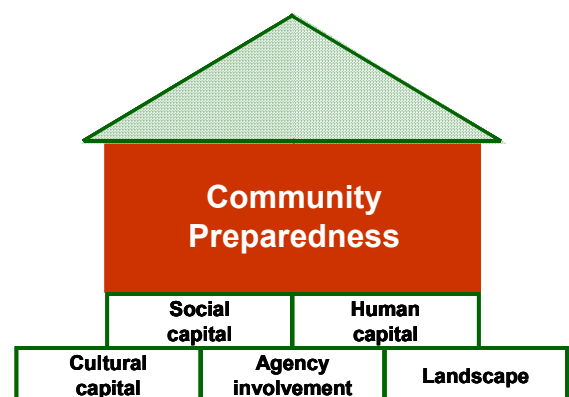 Community
Preparedness
Social
capital
Human
capital
Cultural
capital
Agency
involvement
Landscape